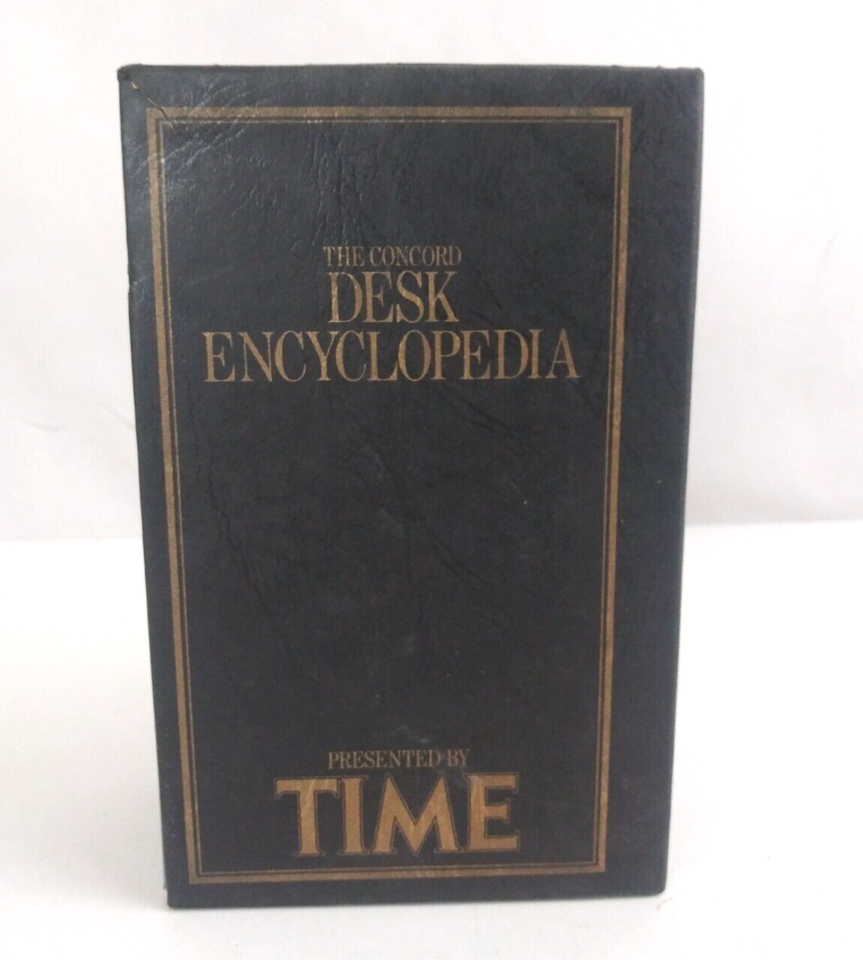 THE CONCORD
DESK
ENCYCLOPEDIA
PRESENTED BY
TIME